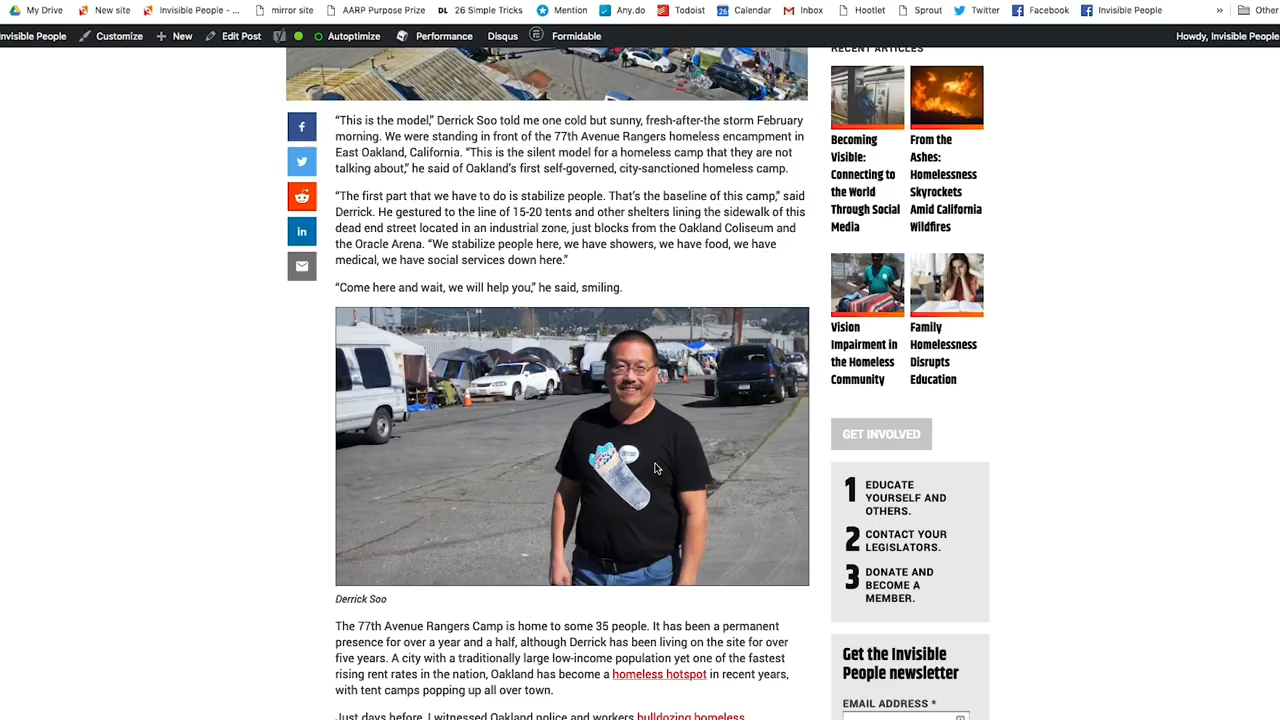 My Drive New site Invisible People - ... mirror site AARP Purpose Prize DL 26 Simple Tricks Mention Any.do Todoist 26 Calendar Inbox Hootlet Sprout Twitter Facebook Invisible People » Other
Invisible People Customize New Edit Post Autoptimize Performance Disqus Formidable Howdy, Invisible People
“This is the model,” Derrick Soo told me one cold but sunny, fresh-after-the storm February
morning. We were standing in front of the 77th Avenue Rangers homeless encampment in
East Oakland, California. “This is the silent model for a homeless camp that they are not
talking about,” he said of Oakland’s first self-governed, city-sanctioned homeless camp.
“The first part that we have to do is stabilize people. That’s the baseline of this camp,” said
Derrick. He gestured to the line of 15-20 tents and other shelters lining the sidewalk of this
dead end street located in an industrial zone, just blocks from the Oakland Coliseum and
the Oracle Arena. “We stabilize people here, we have showers, we have food, we have
medical, we have social services down here.”
“Come here and wait, we will help you,” he said, smiling.
Derrick Soo
The 77th Avenue Rangers Camp is home to some 35 people. It has been a permanent
presence for over a year and a half, although Derrick has been living on the site for over
five years. A city with a traditionally large low-income population yet one of the fastest
rising rent rates in the nation, Oakland has become a homeless hotspot in recent years,
with tent camps popping up all over town.
Just days before, I witnessed Oakland police and workers bulldozing homeless
RECENT ARTICLES
Becoming
Visible:
Connecting to
the World
Through Social
Media
From the
Ashes:
Homelessness
Skyrockets
Amid California
Wildfires
Vision
Impairment in
the Homeless
Community
Family
Homelessness
Disrupts
Education
GET INVOLVED
1 EDUCATE
YOURSELF AND
OTHERS.
2 CONTACT YOUR
LEGISLATORS.
3 DONATE AND
BECOME A
MEMBER.
Get the Invisible
People newsletter
EMAIL ADDRESS *